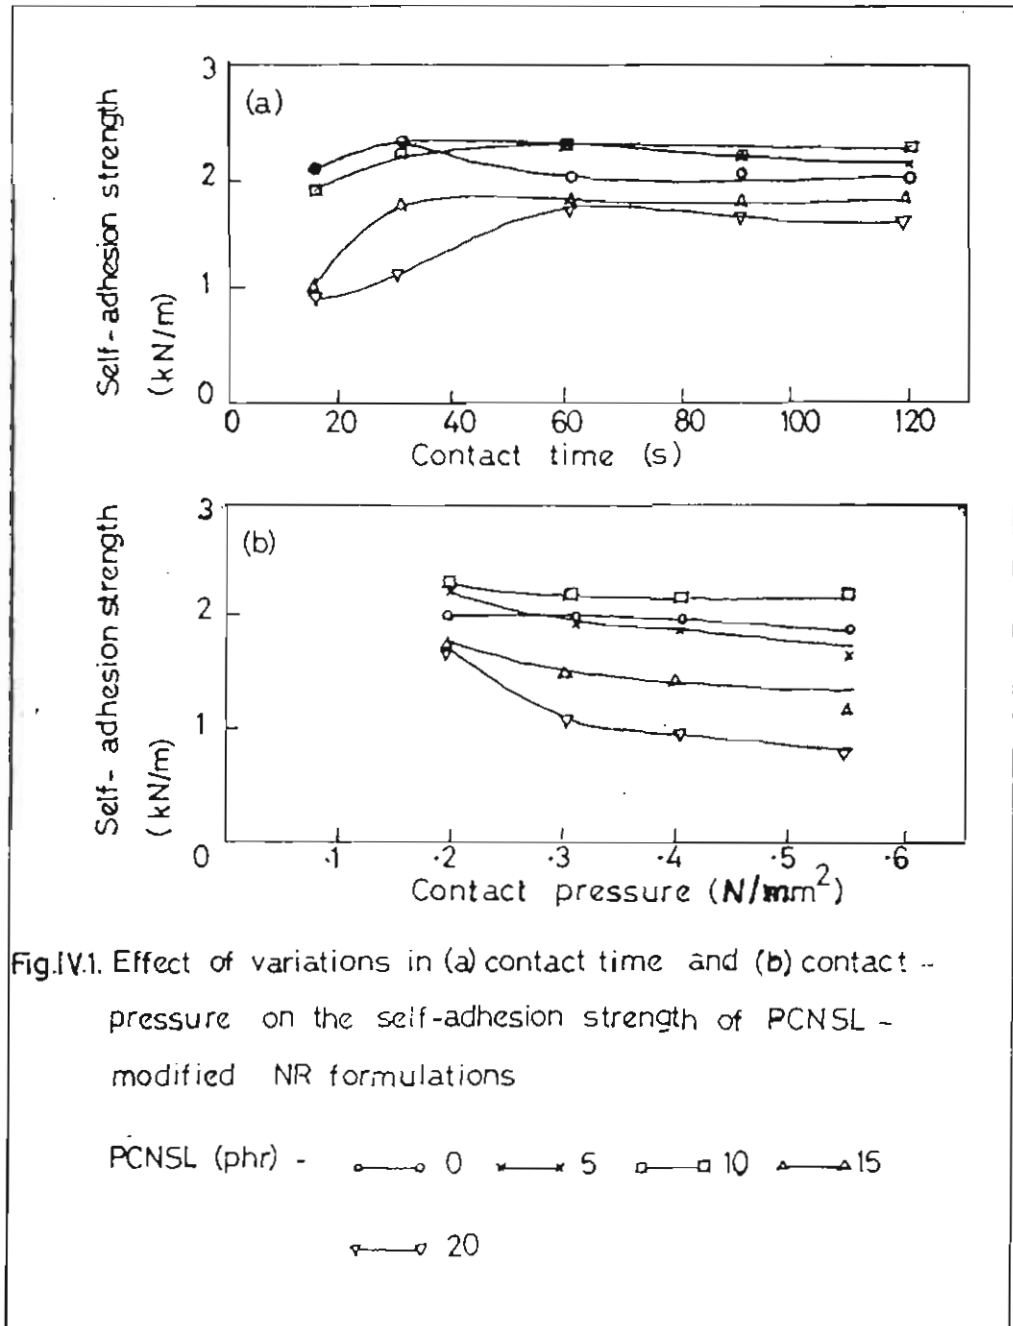 3
(a)
2
1
0
Self-adhesion strength
(kN/m)
0 20 40 60 80 100 120
Contact time (s)
3
(b)
2
1
0
Self-adhesion strength
(kN/m)
.1 .2 .3 .4 .5 .6
Contact pressure (N/mm²)
Fig.IV.1. Effect of variations in (a) contact time and (b) contact-
pressure on the self-adhesion strength of PCNSL-
modified NR formulations
PCNSL (phr) - 0 5 10 15
20